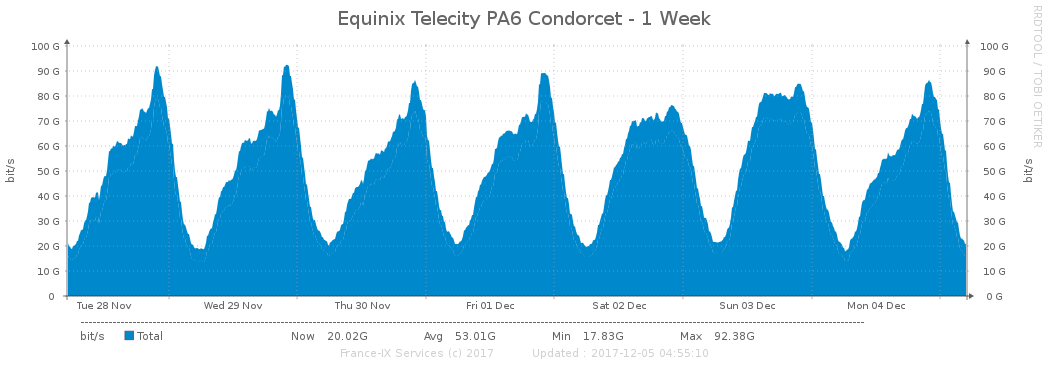 Equinix Telecity PA6 Condorcet - 1 Week
RRDTOOL / TOBI OETIKER
100 G 100 G
90 G 90 G
80 G 80 G
70 G 70 G
60 G 60 G
50 G 50 G
40 G 40 G
30 G 30 G
20 G 20 G
10 G 10 G
0 0 G
bit/s bit/s
Tue 28 Nov Wed 29 Nov Thu 30 Nov Fri 01 Dec Sat 02 Dec Sun 03 Dec Mon 04 Dec
bit/s Total Now 20.02G Avg 53.01G Min 17.83G Max 92.38G
France-IX Services (c) 2017 Updated : 2017-12-05 04:55:10